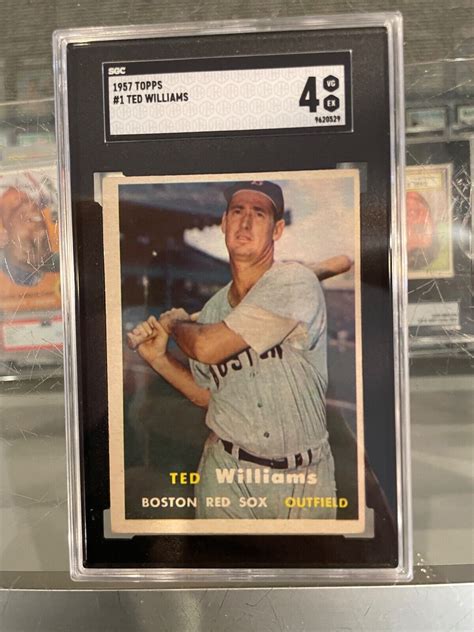 SGC
1957 TOPPS
#1 TED WILLIAMS
4 VG
EX
9620529
BOSTON
TED Williams
BOSTON RED SOX OUTFIELD